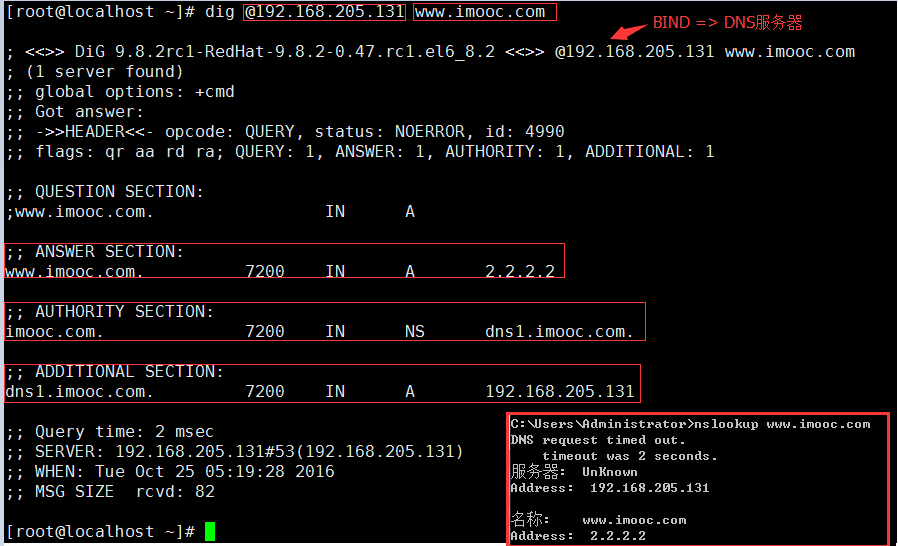 [root@localhost ~]# dig @192.168.205.131 www.imooc.com
BIND => DNS服务器
; <<>> DiG 9.8.2rc1-RedHat-9.8.2-0.47.rc1.el6_8.2 <<>> @192.168.205.131 www.imooc.com
; (1 server found)
;; global options: +cmd
;; Got answer:
;; ->>HEADER<<- opcode: QUERY, status: NOERROR, id: 4990
;; flags: qr aa rd ra; QUERY: 1, ANSWER: 1, AUTHORITY: 1, ADDITIONAL: 1
;; QUESTION SECTION:
;www.imooc.com. IN A
;; ANSWER SECTION:
www.imooc.com. 7200 IN A 2.2.2.2
;; AUTHORITY SECTION:
imooc.com. 7200 IN NS dns1.imooc.com.
;; ADDITIONAL SECTION:
dns1.imooc.com. 7200 IN A 192.168.205.131
;; Query time: 2 msec
;; SERVER: 192.168.205.131#53(192.168.205.131)
;; WHEN: Tue Oct 25 05:19:28 2016
;; MSG SIZE rcvd: 82
[root@localhost ~]#
C:\Users\Administrator>nslookup www.imooc.com
DNS request timed out.
timeout was 2 seconds.
服务器: UnKnown
Address: 192.168.205.131
名称: www.imooc.com
Address: 2.2.2.2